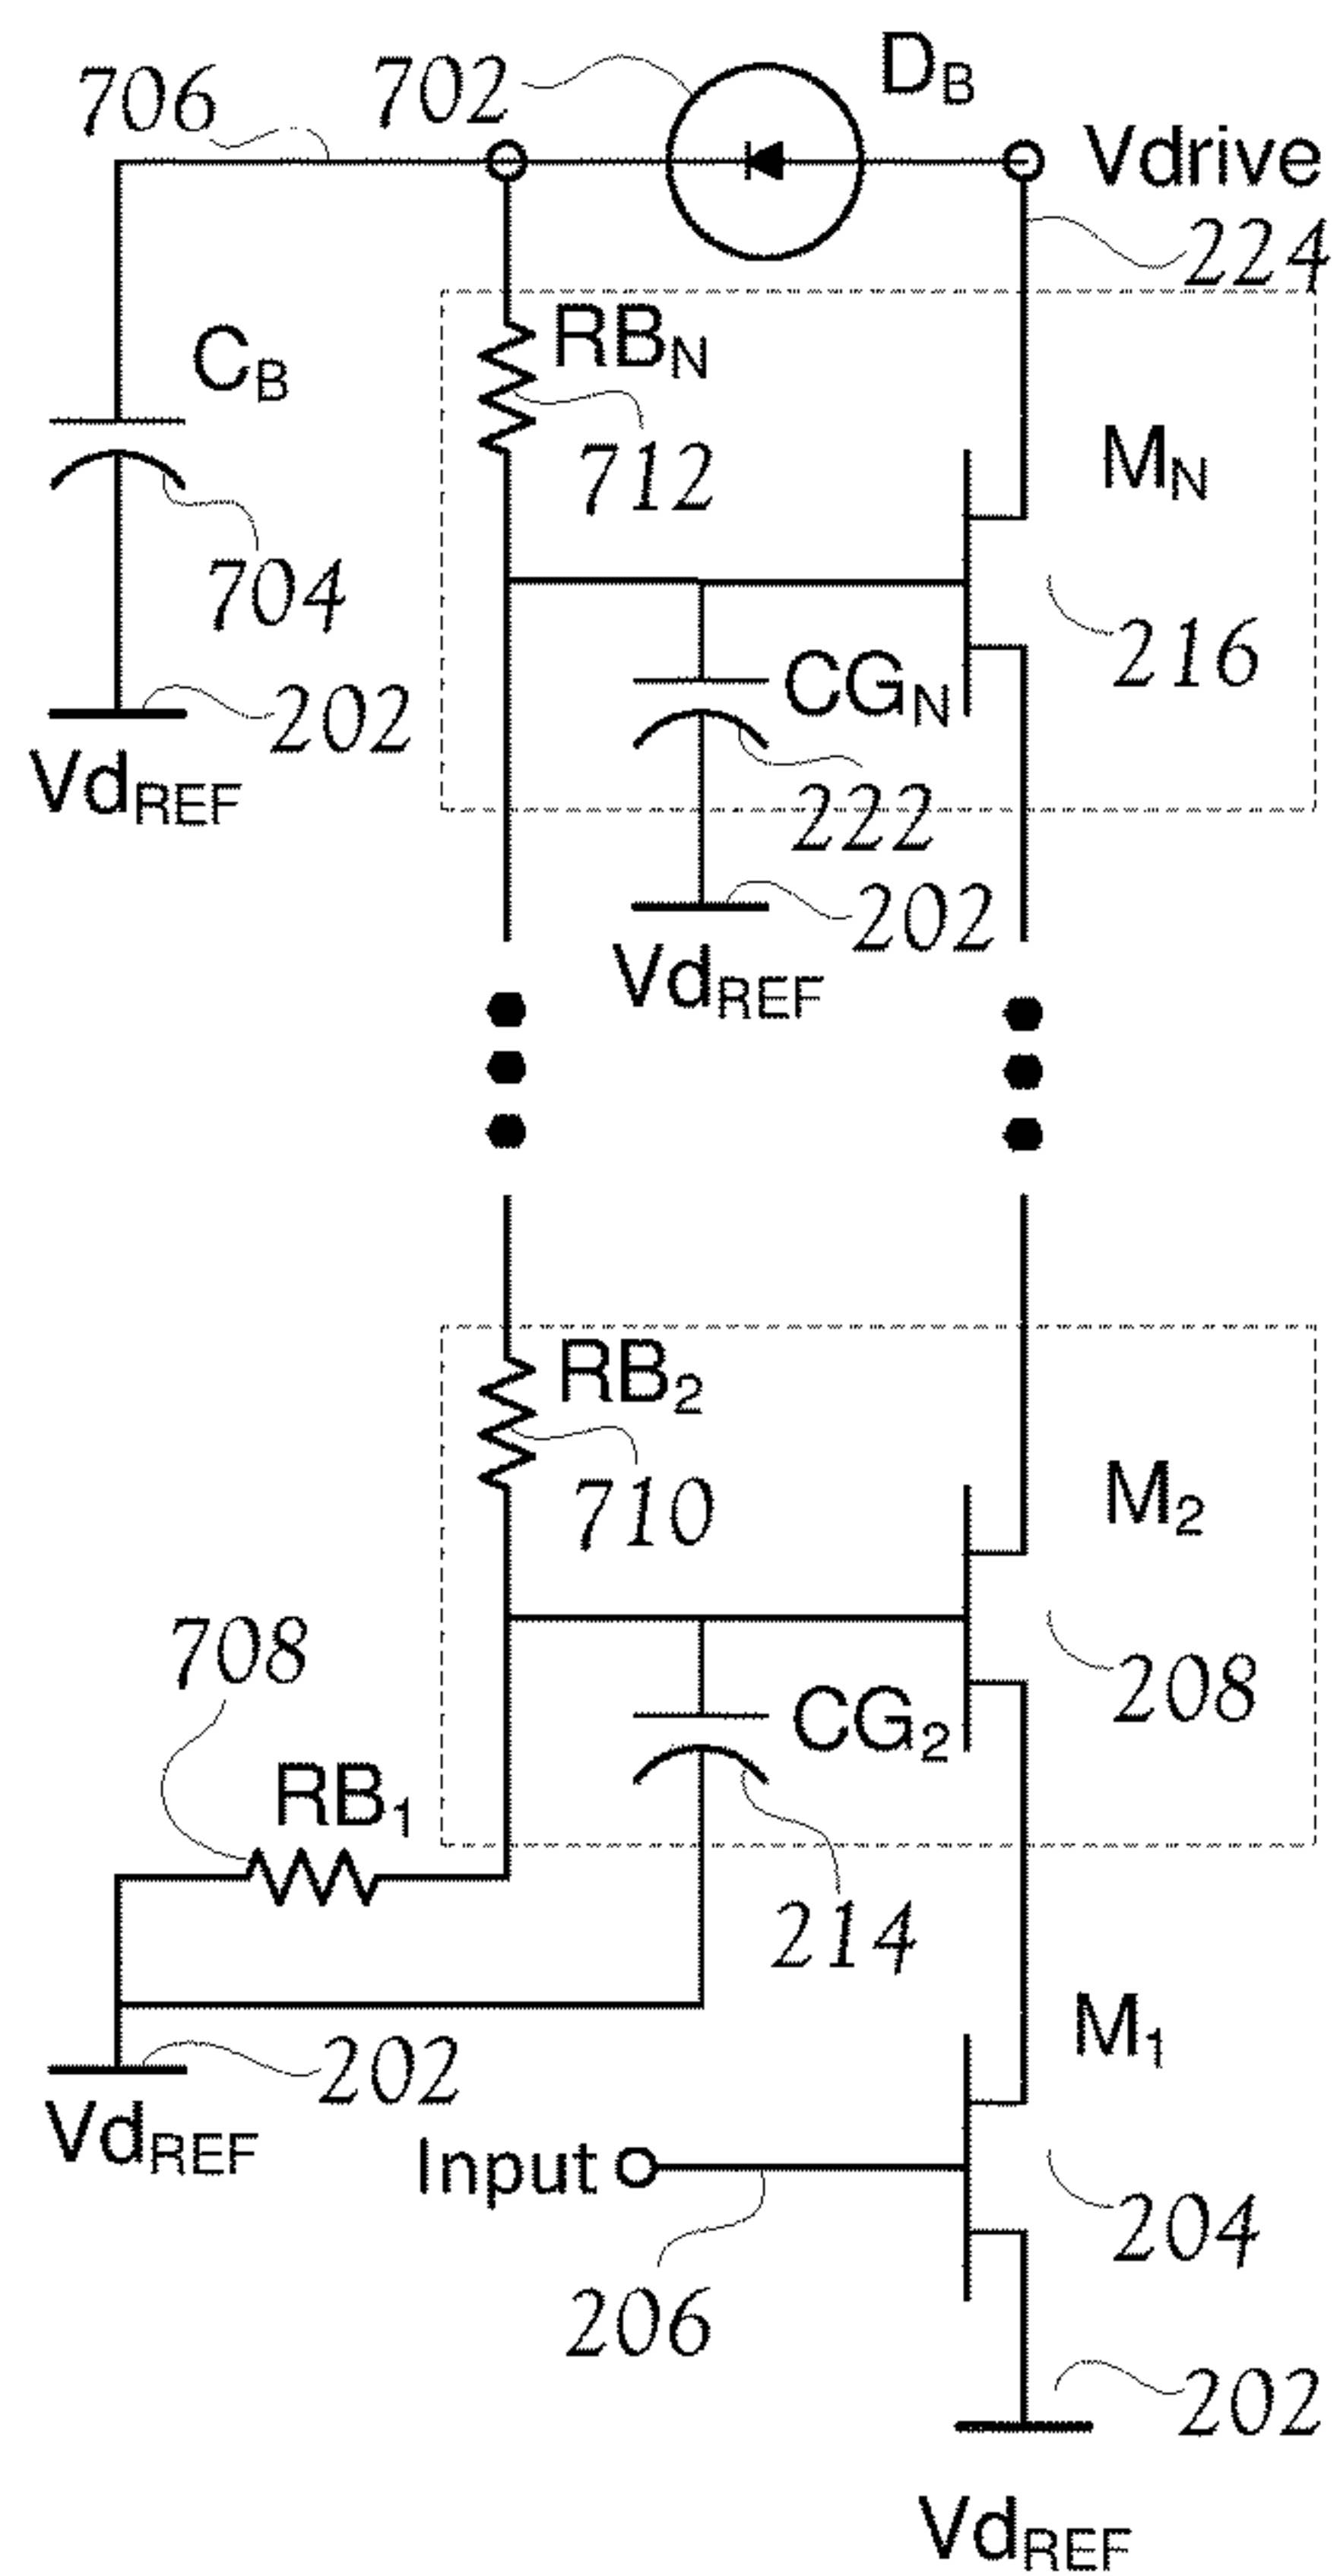 D_B
706
702
Vdrive
224
C_B
RB_N
712
M_N
704
216
CG_N
202
Vd_REF
222
202
Vd_REF
RB_2
710
M_2
708
208
CG_2
RB_1
214
M_1
202
Vd_REF
Input
204
206
202
Vd_REF